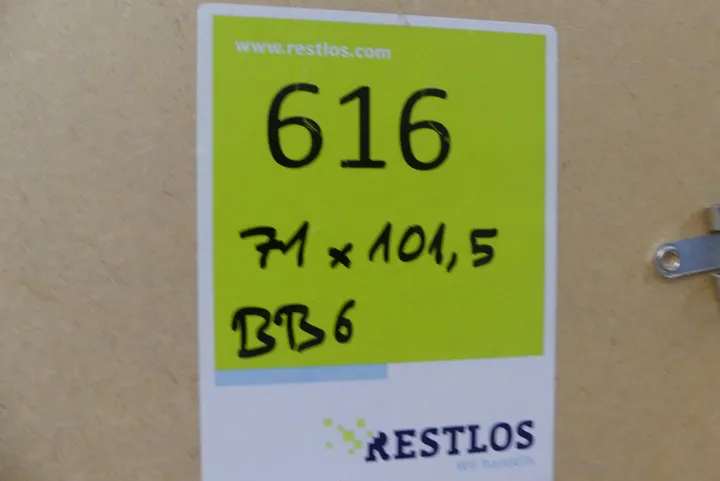 www.restlos.com
616
71 x 101,5
BB6
RESTLOS